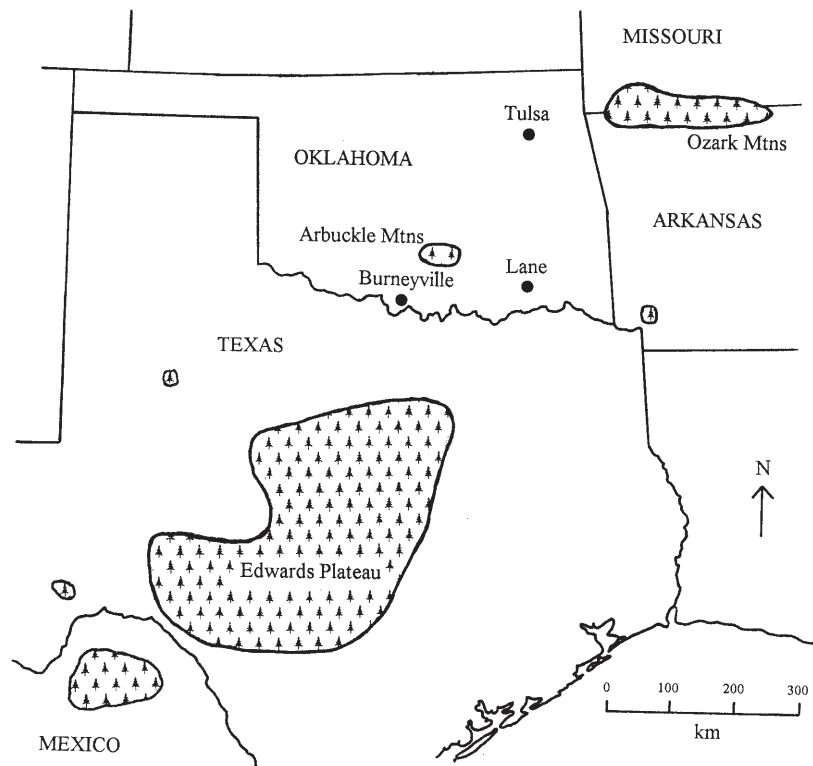 MISSOURI
Tulsa
Ozark Mtns
OKLAHOMA
ARKANSAS
Arbuckle Mtns
Burneyville
Lane
TEXAS
N
Edwards Plateau
0 100 200 300
km
MEXICO